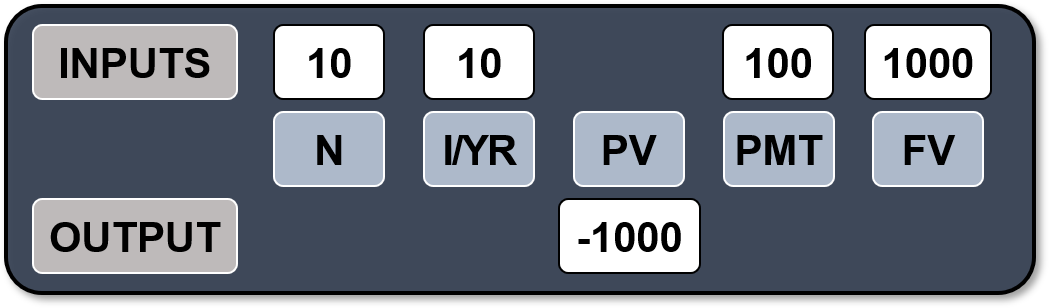 INPUTS 10 10 100 1000
N I/YR PV PMT FV
OUTPUT -1000